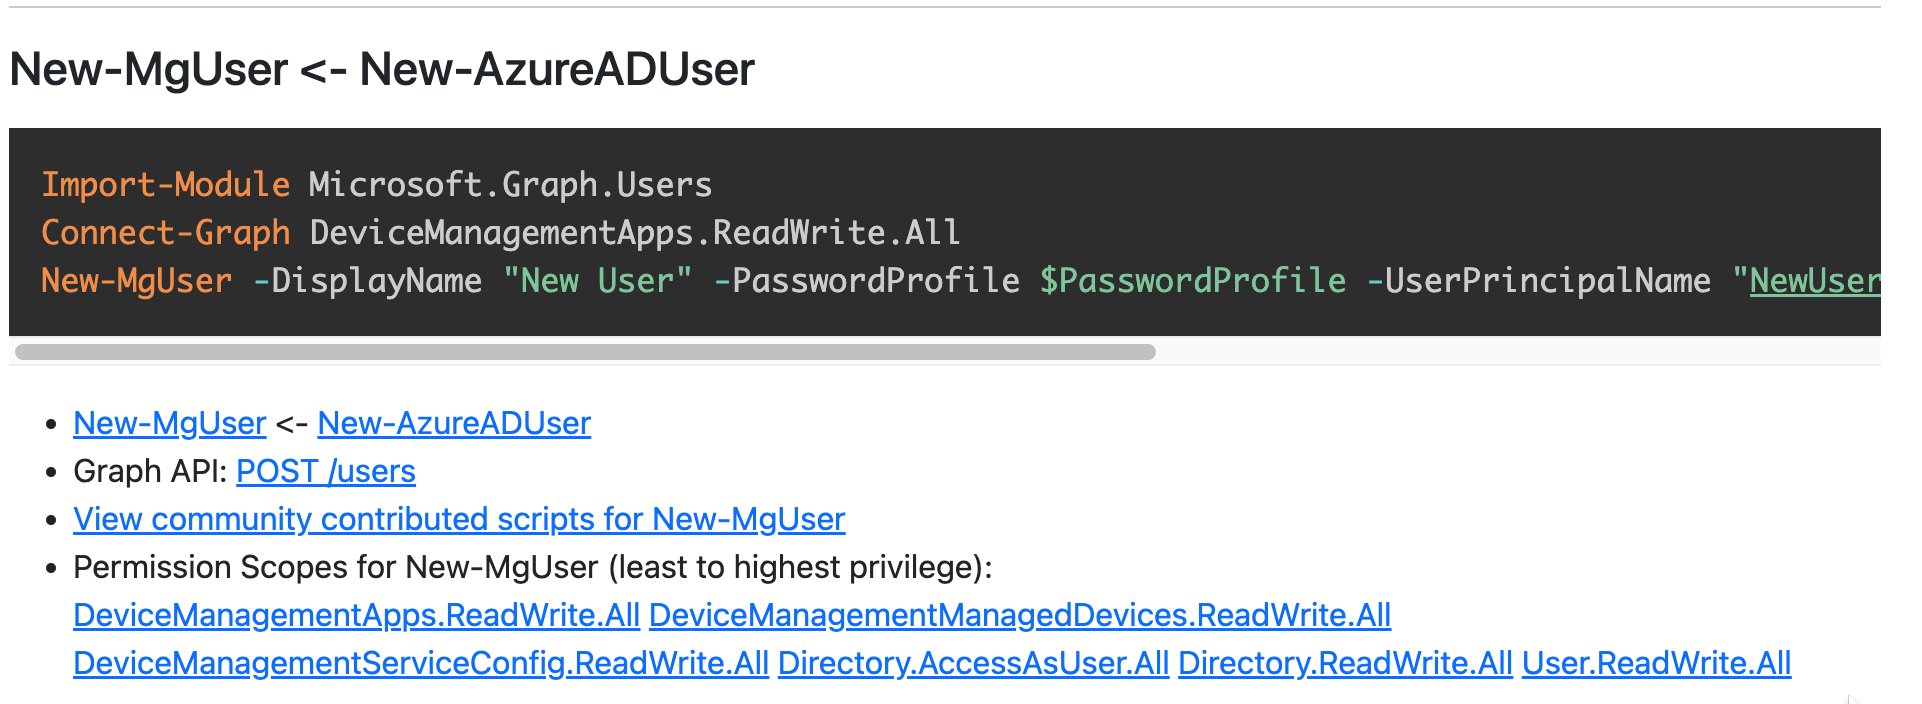 New-MgUser <- New-AzureADUser
Import-Module Microsoft.Graph.Users
Connect-Graph DeviceManagementApps.ReadWrite.All
New-MgUser -DisplayName "New User" -PasswordProfile $PasswordProfile -UserPrincipalName "NewUser
• New-MgUser <- New-AzureADUser
• Graph API: POST /users
• View community contributed scripts for New-MgUser
• Permission Scopes for New-MgUser (least to highest privilege):
DeviceManagementApps.ReadWrite.All DeviceManagementManagedDevices.ReadWrite.All
DeviceManagementServiceConfig.ReadWrite.All Directory.AccessAsUser.All Directory.ReadWrite.All User.ReadWrite.All